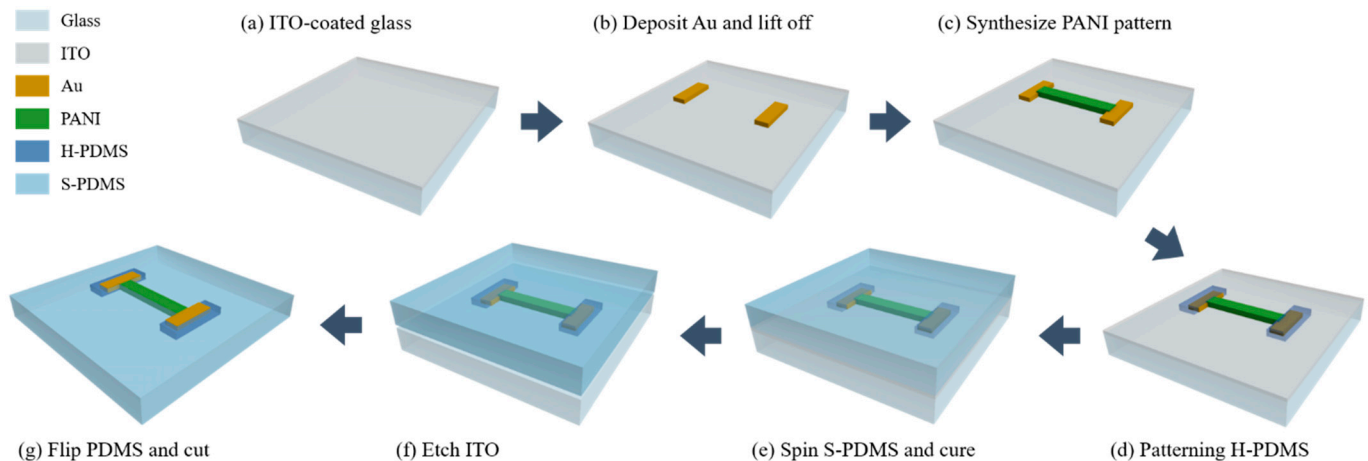 Glass
ITO
Au
PANI
H-PDMS
S-PDMS
(a) ITO-coated glass
(b) Deposit Au and lift off
(c) Synthesize PANI pattern
(g) Flip PDMS and cut
(f) Etch ITO
(e) Spin S-PDMS and cure
(d) Patterning H-PDMS